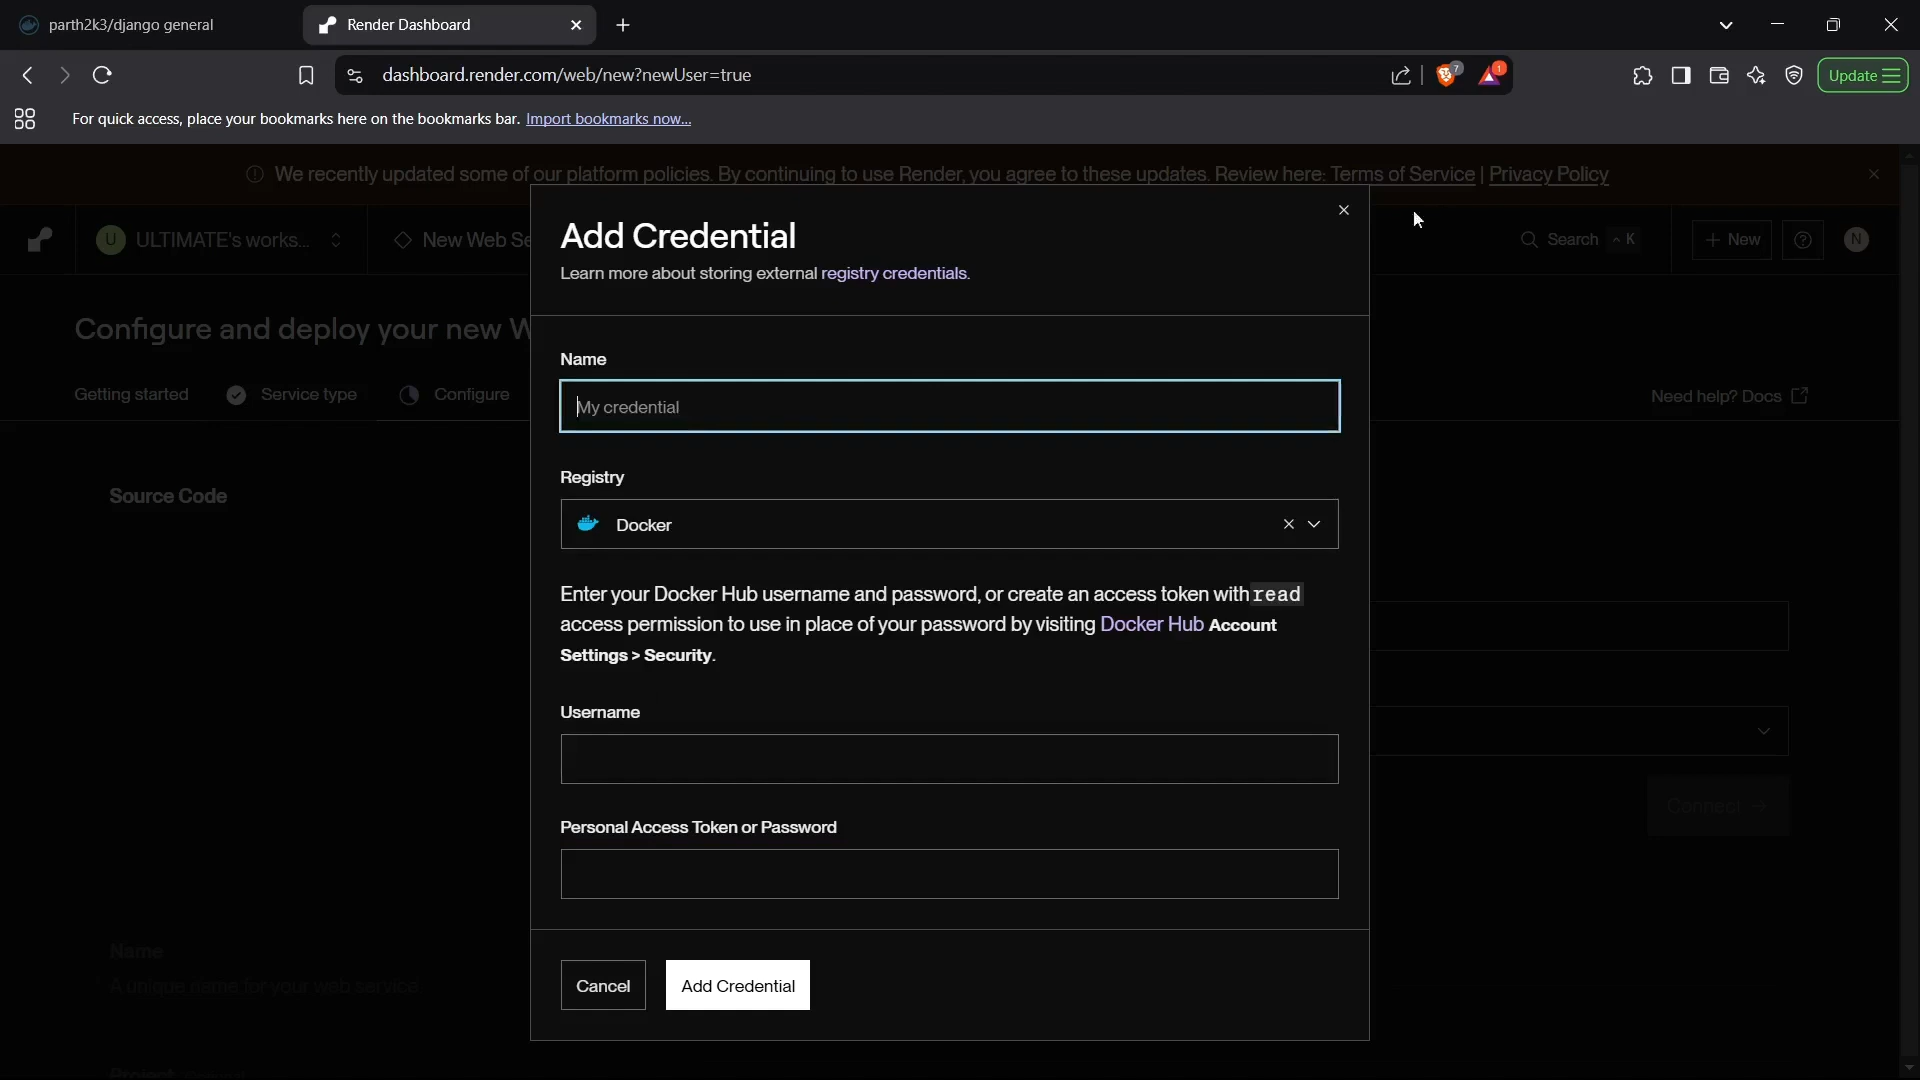 parth2k3/django general
Render Dashboard
dashboard.render.com/web/new?newUser=true
7
1
Update
For quick access, place your bookmarks here on the bookmarks bar. Import bookmarks now...
We recently updated some of our platform policies. By continuing to use Render, you agree to these updates. Review here: Terms of Service | Privacy Policy
U ULTIMATE's works...
New Web Se
Search ^ K
+ New
N
Configure and deploy your new W
Getting started
Service type
Configure
Need help? Docs
Source Code
Connect →
Name
A unique name for your web service
Add Credential
Learn more about storing external registry credentials.
Name
My credential
Registry
Docker
Enter your Docker Hub username and password, or create an access token with read
access permission to use in place of your password by visiting Docker Hub Account
Settings > Security.
Username
Personal Access Token or Password
Cancel
Add Credential